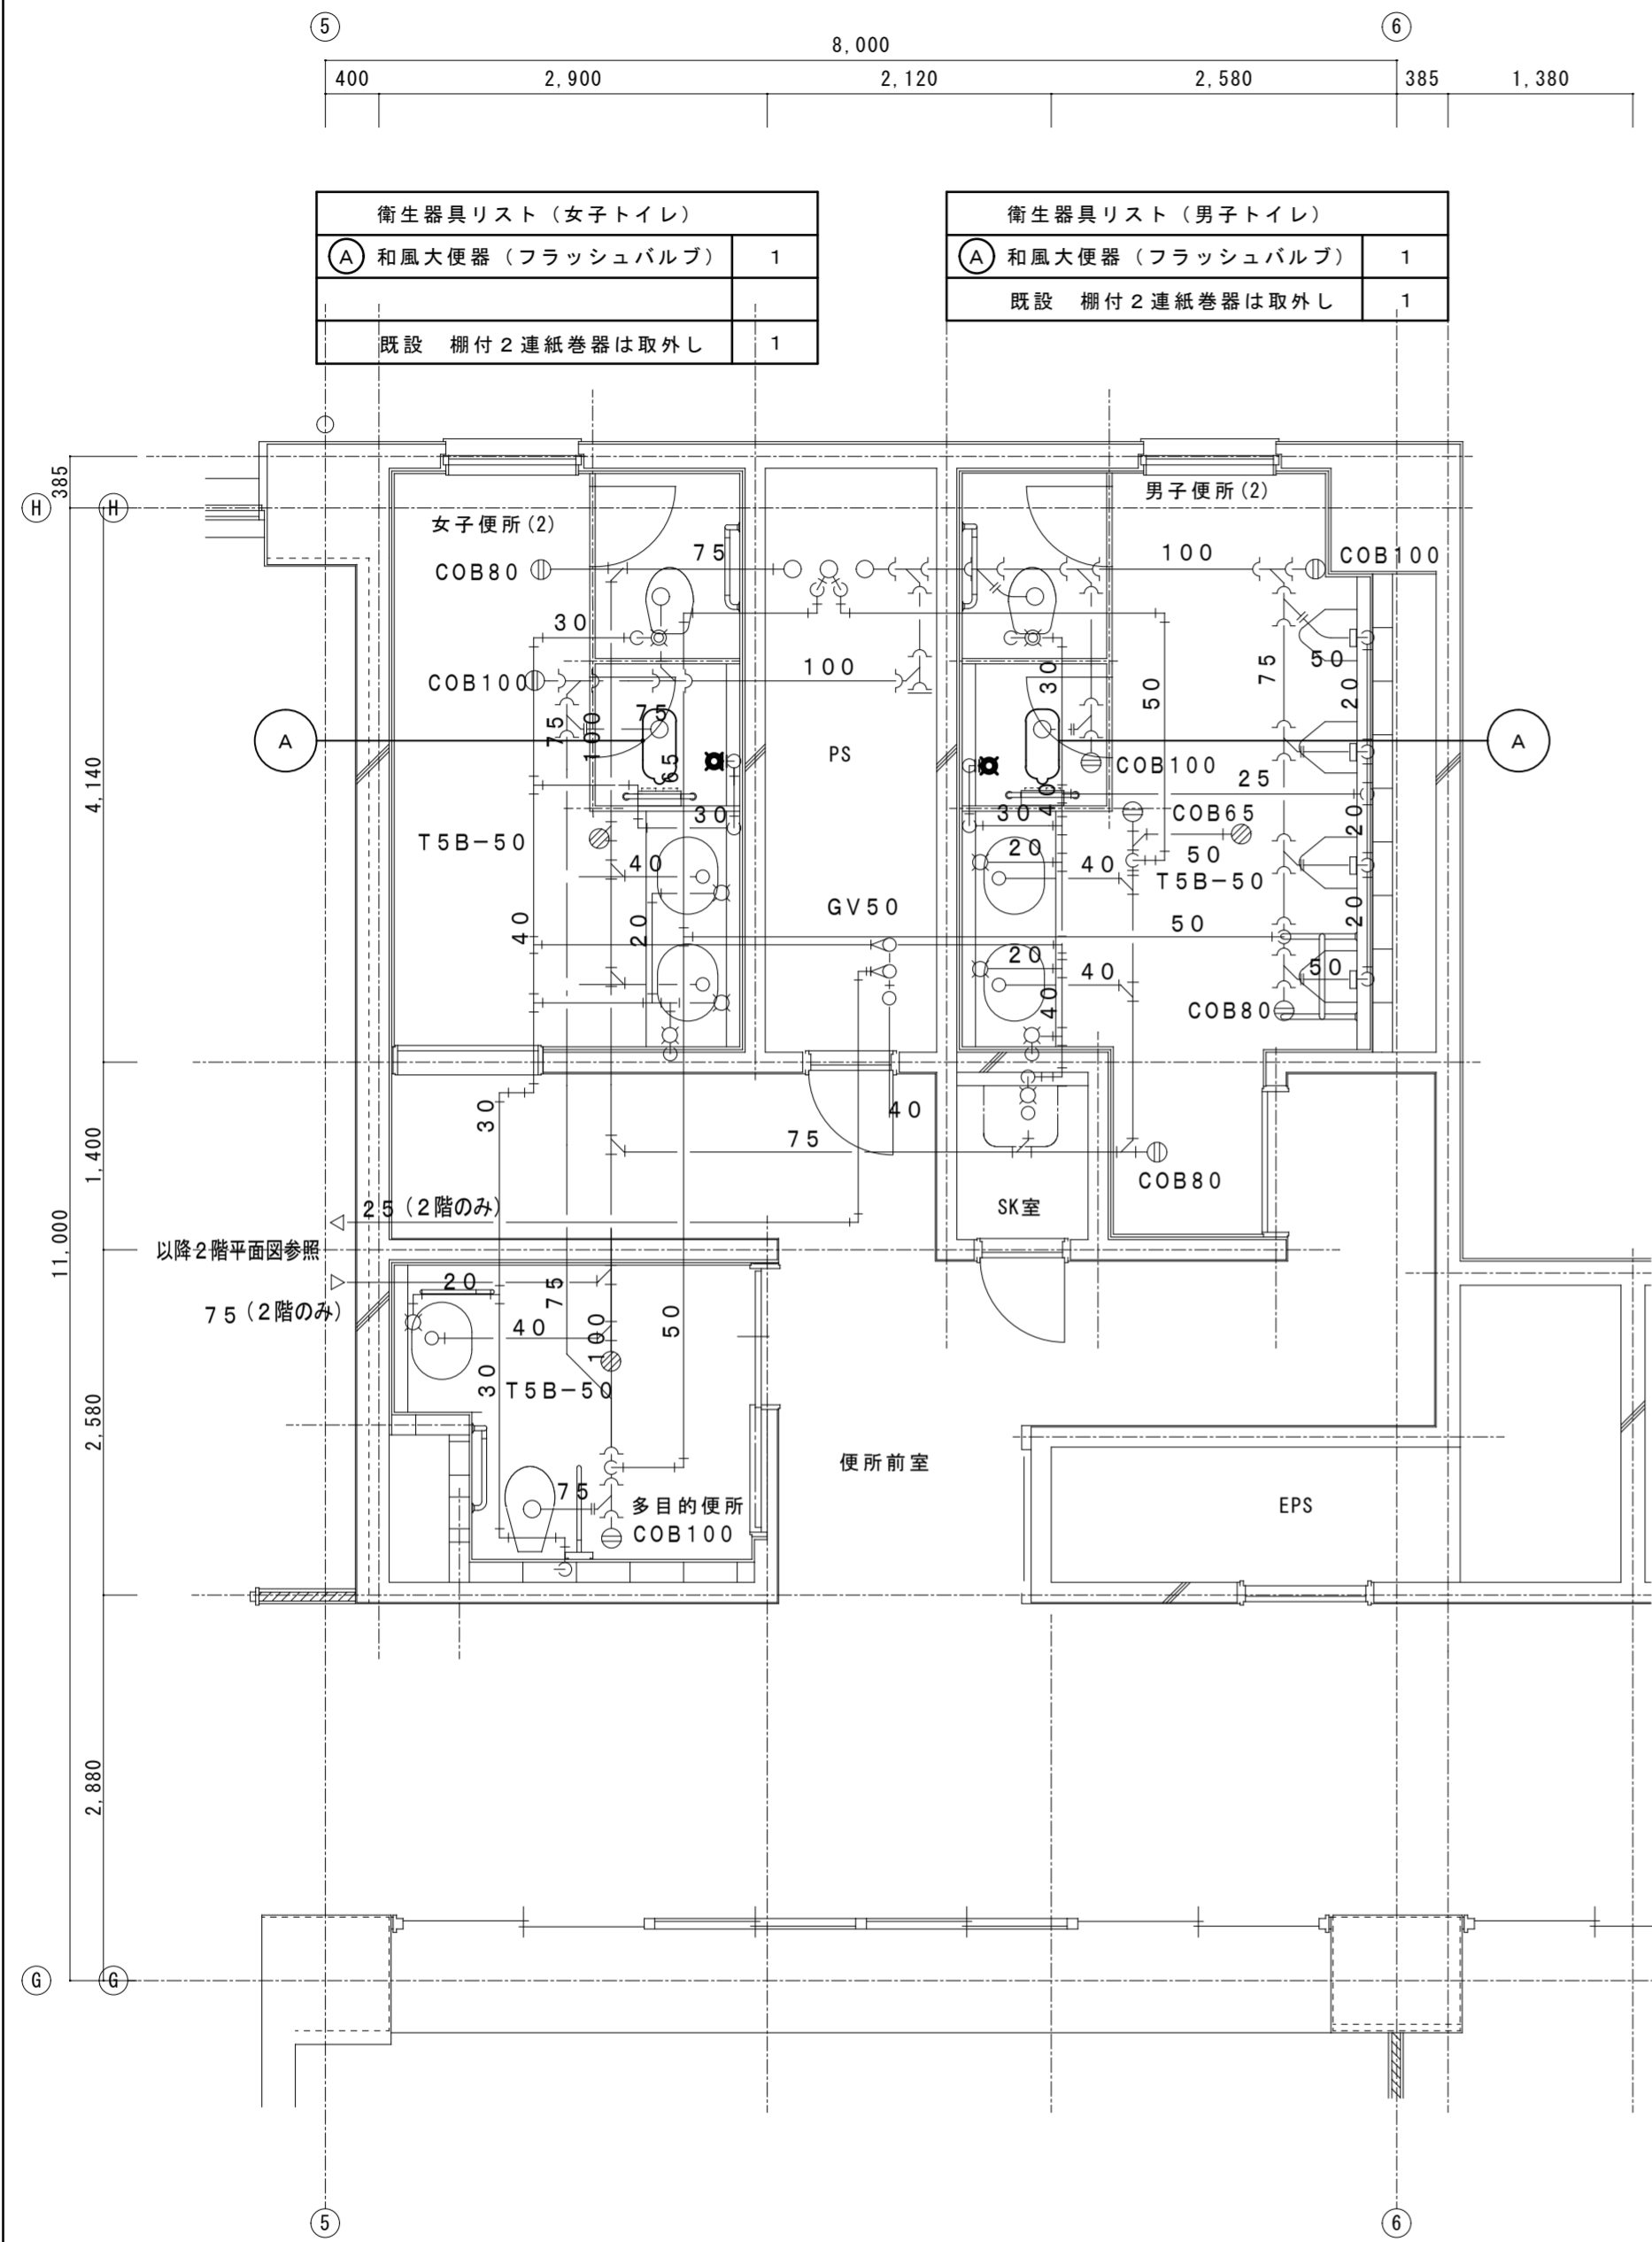 5
6
8,000
400
2,900
2,120
2,580
385
1,380
衛生器具リスト（女子トイレ）
A 和風大便器（フラッシュバルブ） 1
既設 棚付２連紙巻器は取外し 1
衛生器具リスト（男子トイレ）
A 和風大便器（フラッシュバルブ） 1
既設 棚付２連紙巻器は取外し 1
385
H
H
女子便所(2)
男子便所(2)
75
100
COB80
COB100
30
100
COB100
75
50
30
50
20
75
100
75
A
A
PS
65
COB100
4,140
25
40
30
30
COB65
20
T5B-50
20
40
40
50
T5B-50
GV50
20
40
20
50
20
40
50
40
COB80
30
40
75
1,400
COB80
25(2階のみ)
SK室
11,000
以降2階平面図参照
20
75
75(2階のみ)
40
100
50
30
T5B-50
2,580
便所前室
75
多目的便所
EPS
COB100
2,880
G
G
5
6